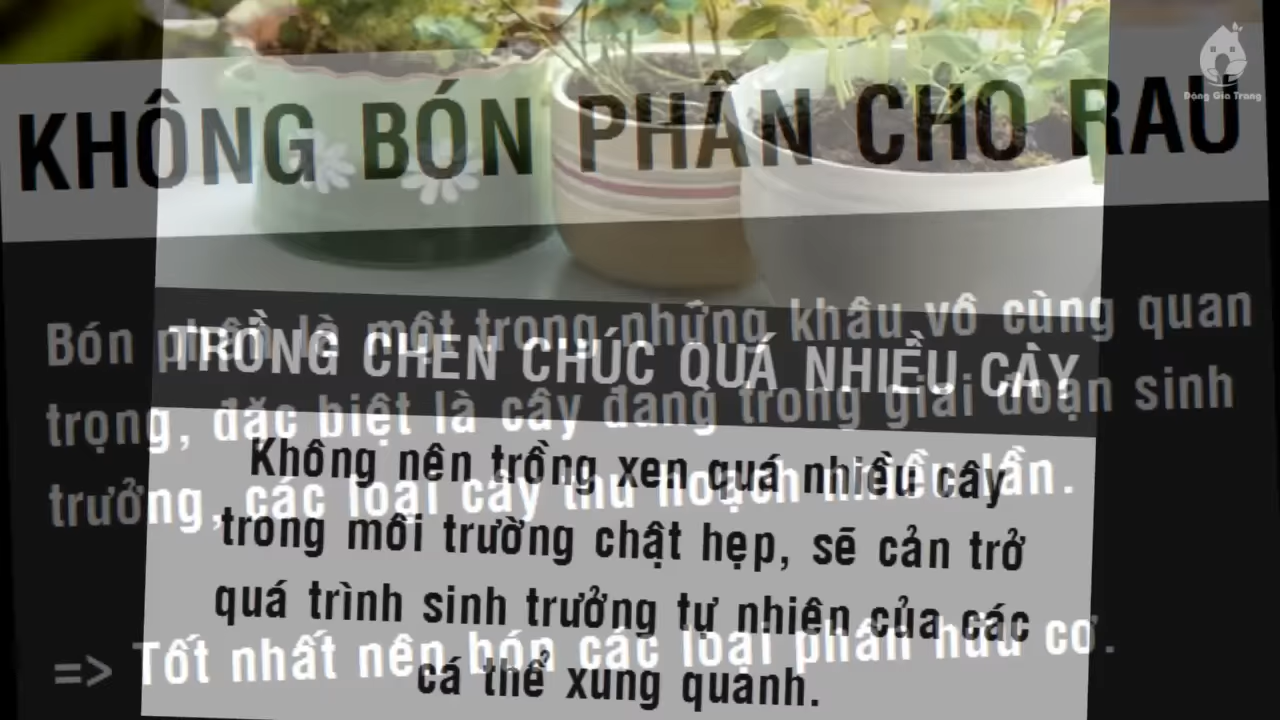 Đặng Gia Trang
KHÔNG BÓN PHÂN CHO RAU
Bón phân là một trong những khâu vô cùng quan
trọng, đặc biệt là cây đang trong giai đoạn sinh
trưởng, các loại cây thu hoạch nhiều lần.
=> Tốt nhất nên bón các loại phân hữu cơ.
TRỒNG CHEN CHÚC QUÁ NHIỀU CÂY
Không nên trồng xen quá nhiều cây
trong môi trường chật hẹp, sẽ cản trở
quá trình sinh trưởng tự nhiên của các
cá thể xung quanh.